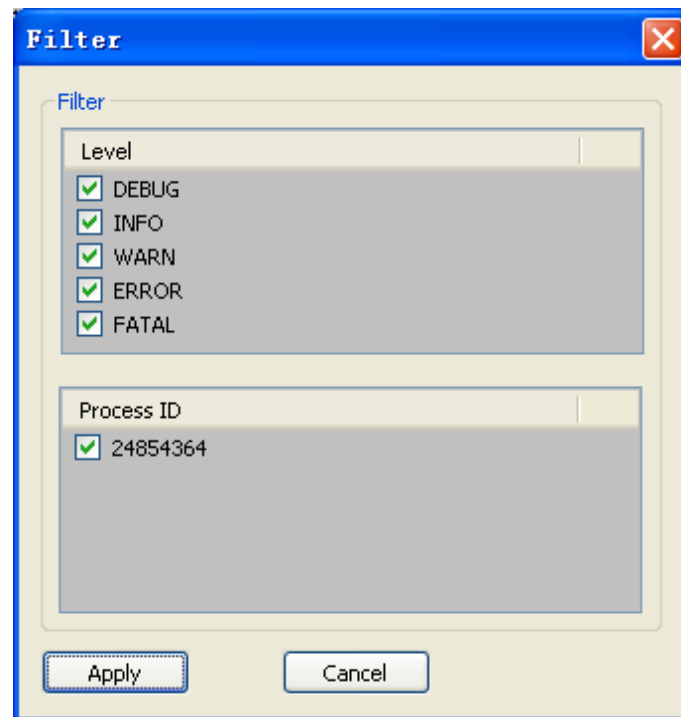 Filter
Filter
Level
DEBUG
INFO
WARN
ERROR
FATAL
Process ID
24854364
Apply
Cancel